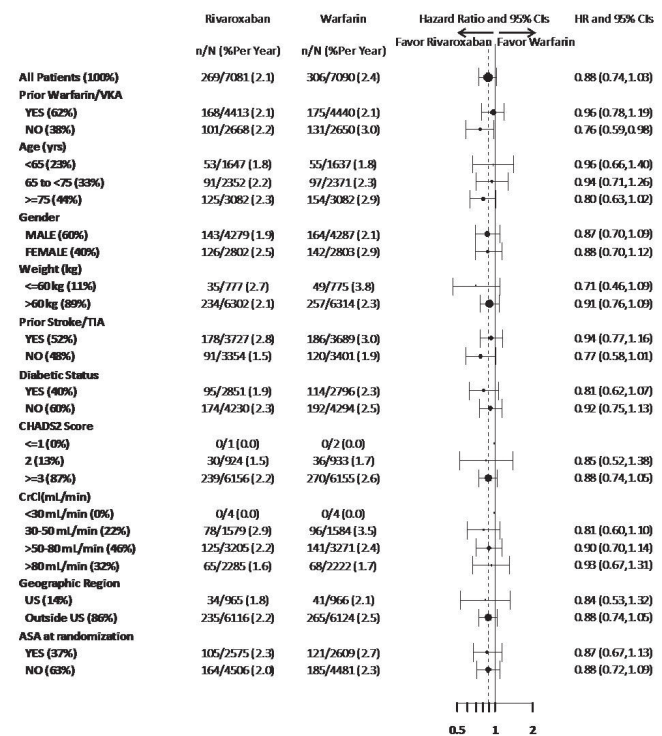 Rivaroxaban Warfarin Hazard Ratio and 95% CIs HR and 95% CIs
Favor Rivaroxaban Favor Warfarin
n/N (%Per Year) n/N (%Per Year)
All Patients (100%) 269/7081 (2.1) 306/7090 (2.4) 0.88 (0.74,1.03)
Prior Warfarin/VKA
YES (62%) 168/4413 (2.1) 175/4440 (2.1) 0.96 (0.78,1.19)
NO (38%) 101/2668 (2.2) 131/2650 (3.0) 0.76 (0.59,0.98)
Age (yrs)
<65 (23%) 53/1647 (1.8) 55/1637 (1.8) 0.96 (0.66,1.40)
65 to <75 (33%) 91/2352 (2.2) 97/2371 (2.3) 0.94 (0.71,1.26)
>=75 (44%) 125/3082 (2.3) 154/3082 (2.9) 0.80 (0.63,1.02)
Gender
MALE (60%) 143/4279 (1.9) 164/4287 (2.1) 0.87 (0.70,1.09)
FEMALE (40%) 126/2802 (2.5) 142/2803 (2.9) 0.88 (0.70,1.12)
Weight (kg)
<=60 kg (11%) 35/777 (2.7) 49/775 (3.8) 0.71 (0.46,1.09)
>60 kg (89%) 234/6302 (2.1) 257/6314 (2.3) 0.91 (0.76,1.09)
Prior Stroke/TIA
YES (52%) 178/3727 (2.8) 186/3689 (3.0) 0.94 (0.77,1.16)
NO (48%) 91/3354 (1.5) 120/3401 (1.9) 0.77 (0.58,1.01)
Diabetic Status
YES (40%) 95/2851 (1.9) 114/2796 (2.3) 0.81 (0.62,1.07)
NO (60%) 174/4230 (2.3) 192/4294 (2.5) 0.92 (0.75,1.13)
CHADS2 Score
<=1 (0%) 0/1 (0.0) 0/2 (0.0)
2 (13%) 30/924 (1.5) 36/933 (1.7) 0.85 (0.52,1.38)
>=3 (87%) 239/6156 (2.2) 270/6155 (2.6) 0.88 (0.74,1.05)
CrCl(mL/min)
<30 mL/min (0%) 0/4 (0.0) 0/4 (0.0)
30-50 mL/min (22%) 78/1579 (2.9) 96/1584 (3.5) 0.81 (0.60,1.10)
>50-80 mL/min (46%) 125/3205 (2.2) 141/3271 (2.4) 0.90 (0.70,1.14)
>80 mL/min (32%) 65/2285 (1.6) 68/2222 (1.7) 0.93 (0.67,1.31)
Geographic Region
US (14%) 34/965 (1.8) 41/966 (2.1) 0.84 (0.53,1.32)
Outside US (86%) 235/6116 (2.2) 265/6124 (2.5) 0.88 (0.74,1.05)
ASA at randomization
YES (37%) 105/2575 (2.3) 121/2609 (2.7) 0.87 (0.67,1.13)
NO (63%) 164/4506 (2.0) 185/4481 (2.3) 0.88 (0.72,1.09)
0.5 1 2